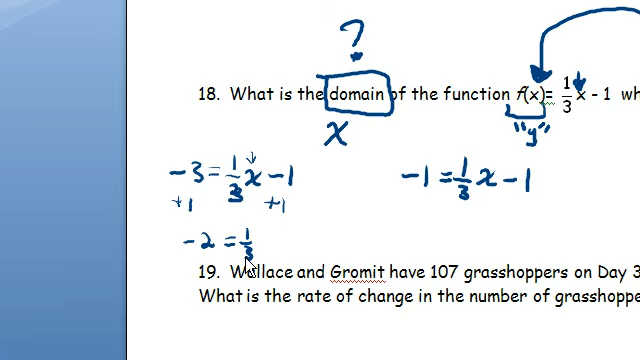 ?
18. What is the domain of the function f(x)= 1/3 x - 1 wh
x
"y"
-3 = 1/3 x - 1
-1 = 1/3 x - 1
+1 +1
-2 = 1/3
19. Wallace and Gromit have 107 grasshoppers on Day 3
What is the rate of change in the number of grasshoppe